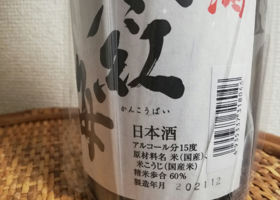 酒
紅
梅
かんこうばい
日本酒
アルコール分15度
原材料名 米(国産)、
米こうじ(国産米)
精米歩合 60%
製造年月 202112